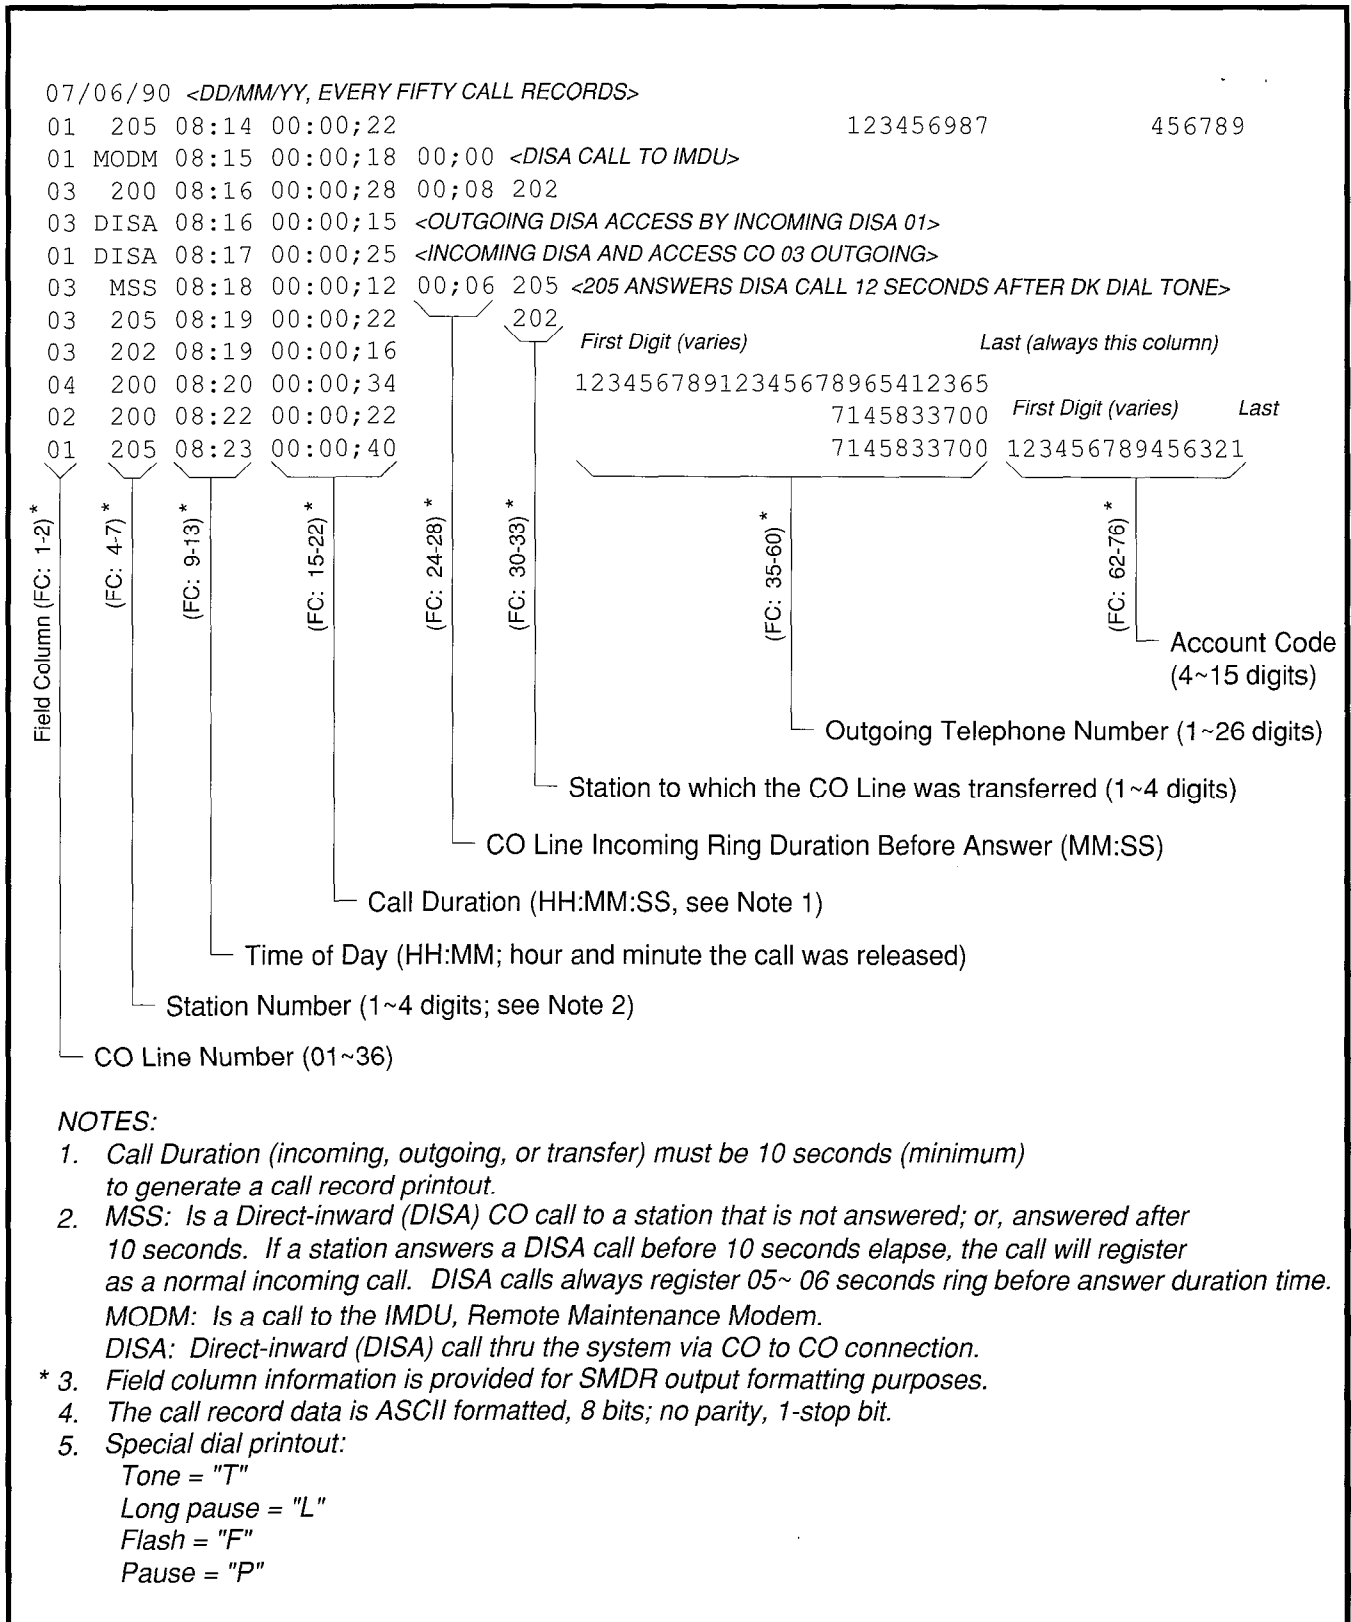 07/06/90 <DD/MM/YY, EVERY FIFTY CALL RECORDS>
01 205 08:14 00:00;22 123456987 456789
01 MODM 08:15 00:00;18 00;00 <DISA CALL TO IMDU>
03 200 08:16 00:00;28 00;08 202
03 DISA 08:16 00:00;15 <OUTGOING DISA ACCESS BY INCOMING DISA 01>
01 DISA 08:17 00:00;25 <INCOMING DISA AND ACCESS CO 03 OUTGOING>
03 MSS 08:18 00:00;12 00;06 205 <205 ANSWERS DISA CALL 12 SECONDS AFTER DK DIAL TONE>
03 205 08:19 00:00;22 202
First Digit (varies) Last (always this column)
03 202 08:19 00:00;16
04 200 08:20 00:00;34 12345678912345678965412365
02 200 08:22 00:00;22 7145833700 First Digit (varies) Last
01 205 08:23 00:00;40 7145833700 123456789456321
Field Column (FC: 1-2) *
(FC: 4-7) *
(FC: 9-13) *
(FC: 15-22) *
(FC: 24-28) *
(FC: 30-33) *
(FC: 35-60) *
(FC: 62-76) *
Account Code
(4~15 digits)
Outgoing Telephone Number (1~26 digits)
Station to which the CO Line was transferred (1~4 digits)
CO Line Incoming Ring Duration Before Answer (MM:SS)
Call Duration (HH:MM:SS, see Note 1)
Time of Day (HH:MM; hour and minute the call was released)
Station Number (1~4 digits; see Note 2)
CO Line Number (01~36)
NOTES:
1. Call Duration (incoming, outgoing, or transfer) must be 10 seconds (minimum)
to generate a call record printout.
2. MSS: Is a Direct-inward (DISA) CO call to a station that is not answered; or, answered after
10 seconds. If a station answers a DISA call before 10 seconds elapse, the call will register
as a normal incoming call. DISA calls always register 05~ 06 seconds ring before answer duration time.
MODM: Is a call to the IMDU, Remote Maintenance Modem.
DISA: Direct-inward (DISA) call thru the system via CO to CO connection.
* 3. Field column information is provided for SMDR output formatting purposes.
4. The call record data is ASCII formatted, 8 bits; no parity, 1-stop bit.
5. Special dial printout:
Tone = "T"
Long pause = "L"
Flash = "F"
Pause = "P"